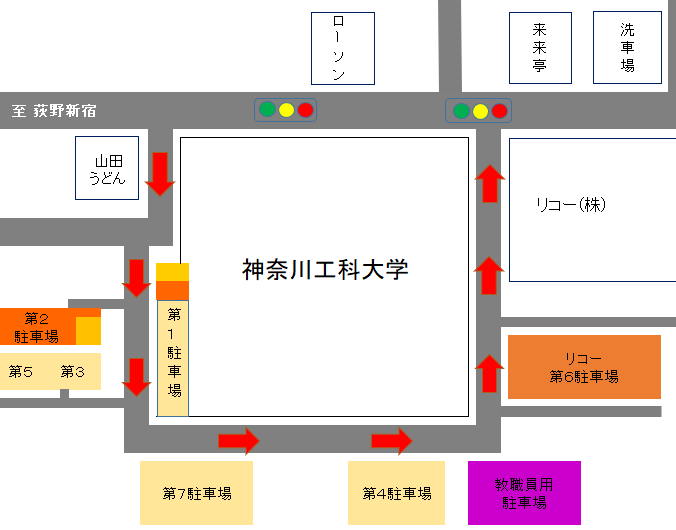 ローソン
来来亭
洗車場
至 荻野新宿
山田
うどん
リコー(株)
神奈川工科大学
第1駐車場
第2
駐車場
第5
第3
リコー
第6駐車場
第7駐車場
第4駐車場
教職員用
駐車場